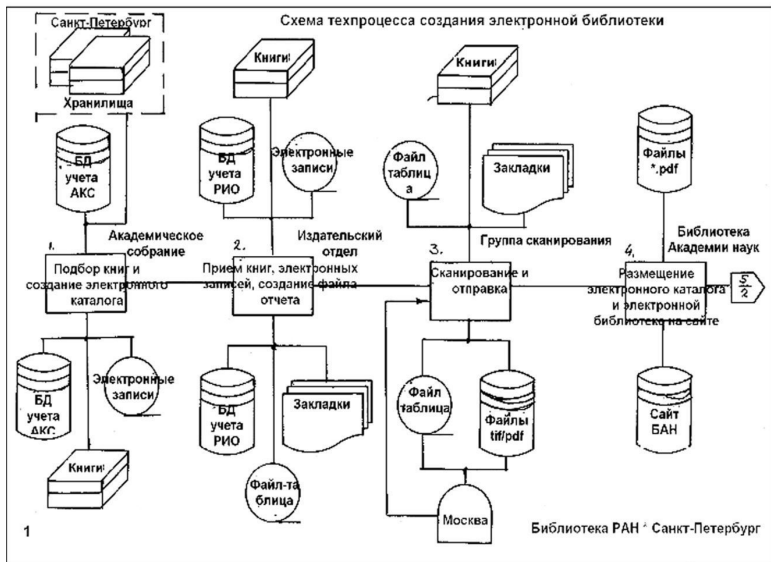 Санкт-Петербург
Схема техпроцесса создания электронной библиотеки
Хранилища
Книги
Книги
БД
учета
АКС
БД
учета
РИО
Электронные
записи
Файл
таблиц
а
Закладки
Файлы
*.pdf
1.
Академическое
собрание
2.
Издательский
отдел
3.
Группа сканирования
4,
Библиотека
Академии наук
Подбор книг и
создание электронного
каталога
Прием книг, электронных
записей, создание файла
отчета
Сканирование и
отправка
Размещение
электронного каталога
и электронной
библиотеке на сайте
5
2
БД
учета
АКС
Электронные
записи
БД
учета
РИО
Закладки
Файл
таблица
Файлы
tif/pdf
Сайт
БАН
Книги
Файл-та
блица
Москва
1
Библиотека РАН * Санкт-Петербург